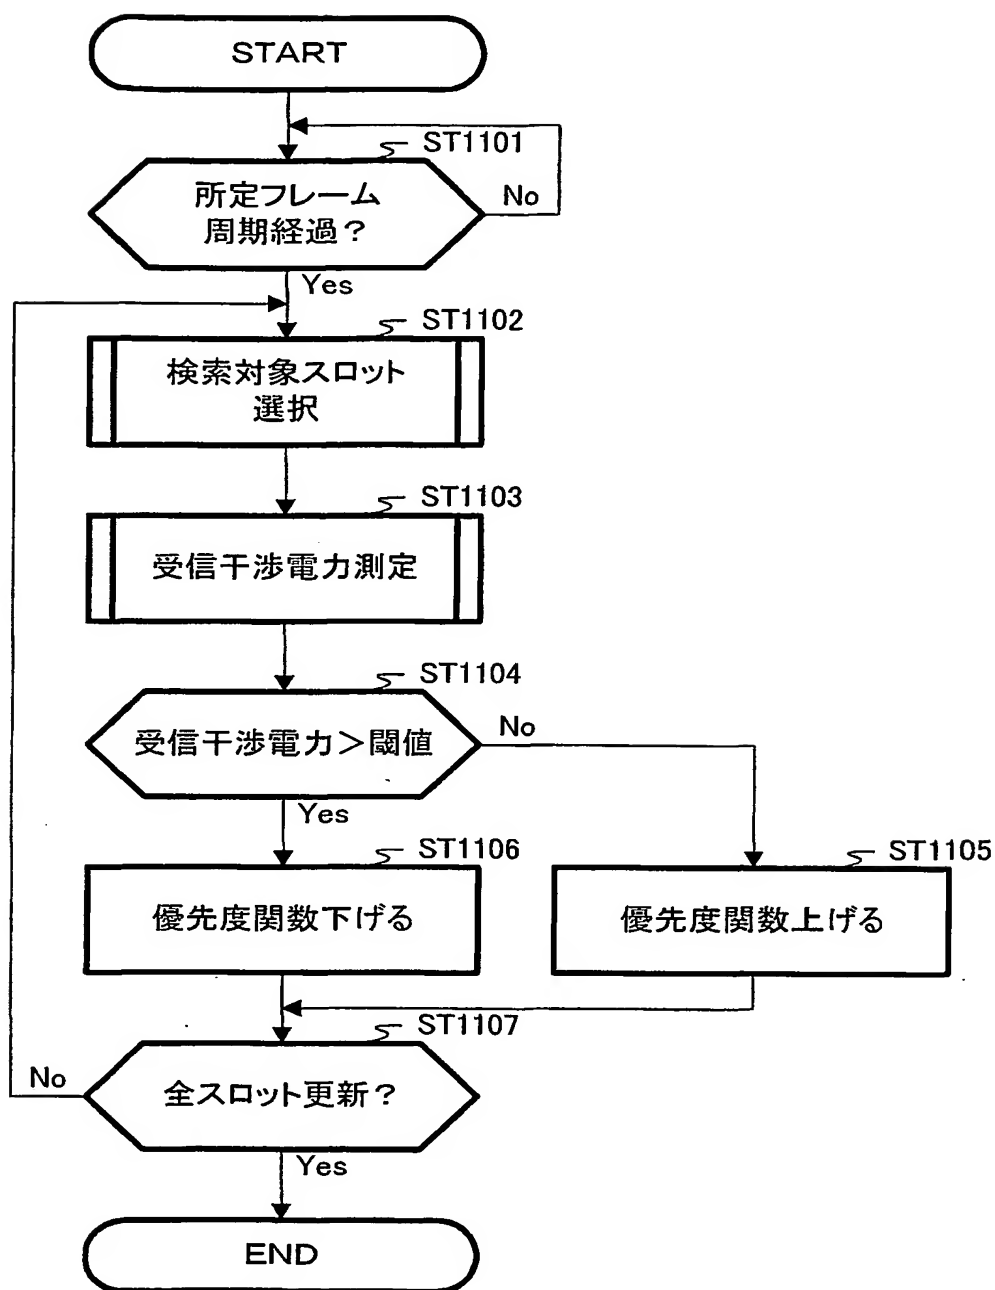 START
ST1101
所定フレーム
周期経過？
No
Yes
ST1102
検索対象スロット
選択
ST1103
受信干渉電力測定
ST1104
受信干渉電力＞閾値
No
Yes
ST1106
優先度関数下げる
ST1105
優先度関数上げる
ST1107
全スロット更新？
No
Yes
END